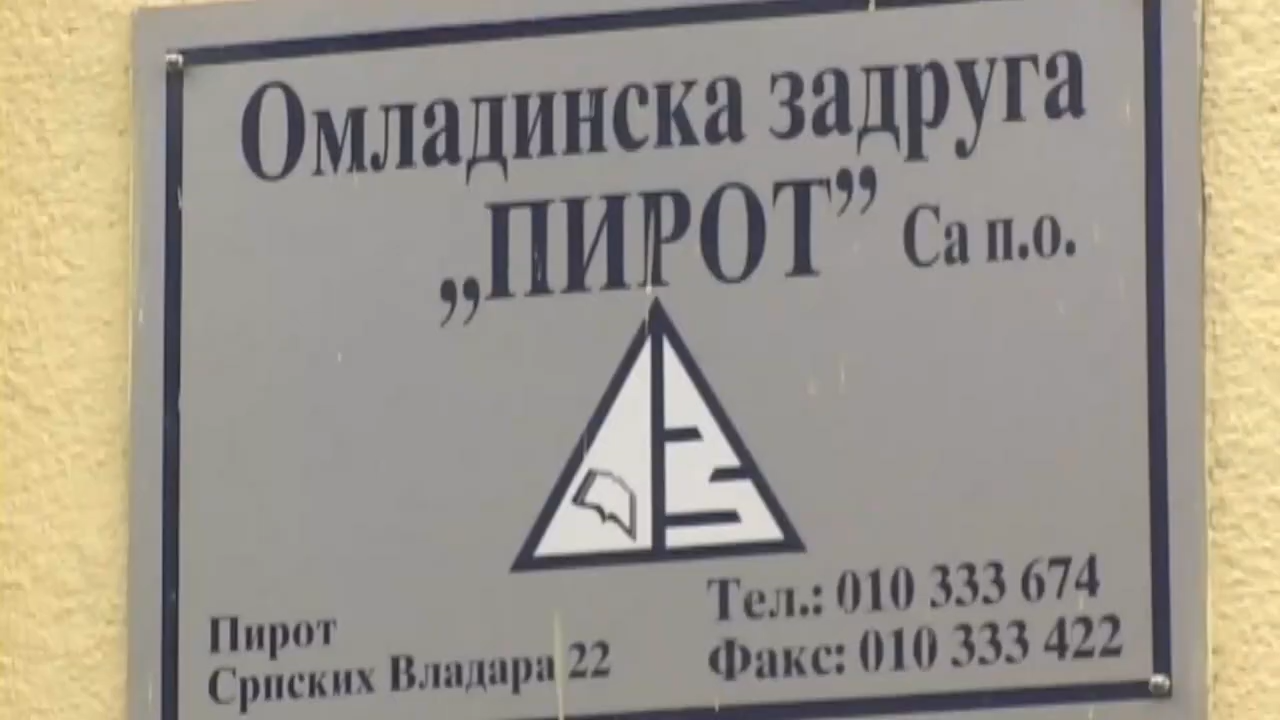 Омладинска задруга
„ПИРОТ” Са п.о.
Пирот
Српских Владара 22
Тел.: 010 333 674
Факс: 010 333 422